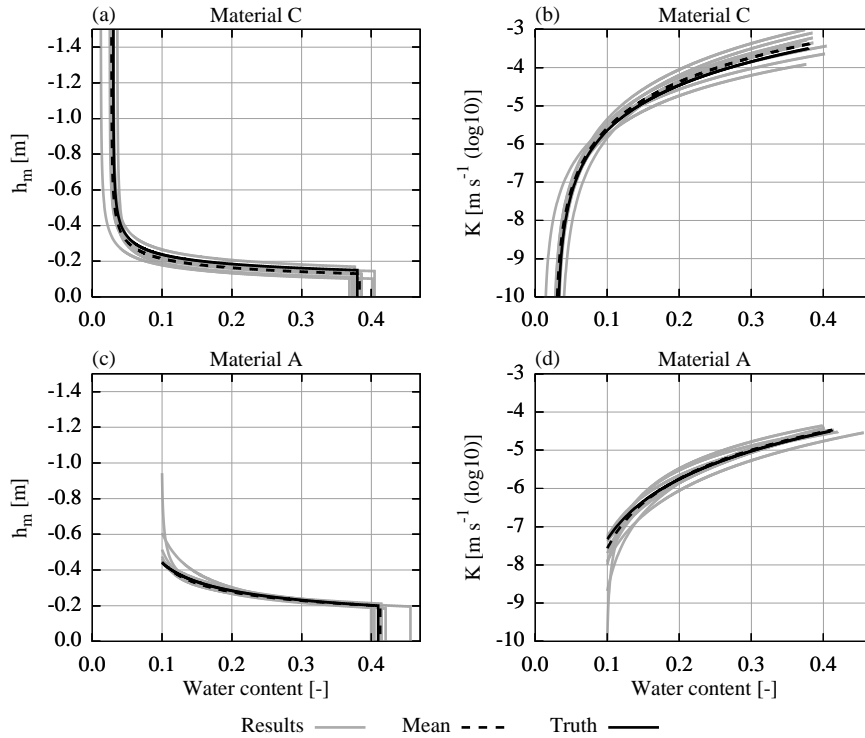 (a) Material C
(b) Material C
-1.4
-1.2
-1.0
-0.8
-0.6
-0.4
-0.2
0.0
h_m [m]
0.0 0.1 0.2 0.3 0.4
-3
-4
-5
-6
-7
-8
-9
-10
K [m s⁻¹ (log10)]
0.0 0.1 0.2 0.3 0.4
(c) Material A
(d) Material A
-1.4
-1.2
-1.0
-0.8
-0.6
-0.4
-0.2
0.0
h_m [m]
0.0 0.1 0.2 0.3 0.4
Water content [-]
-3
-4
-5
-6
-7
-8
-9
-10
K [m s⁻¹ (log10)]
0.0 0.1 0.2 0.3 0.4
Water content [-]
Results Mean Truth